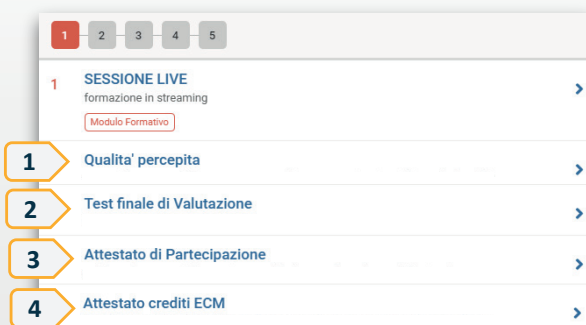 1 2 3 4 5
1 SESSIONE LIVE
formazione in streaming
Modulo Formativo
1 Qualita' percepita
2 Test finale di Valutazione
3 Attestato di Partecipazione
4 Attestato crediti ECM